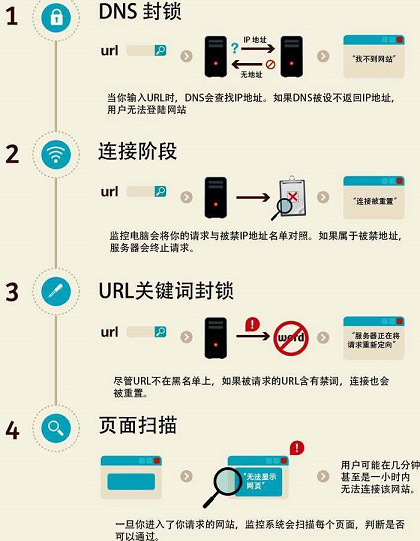 1
DNS 封锁
url
?
IP 地址
无地址
“找不到网站”
当你输入URL时，DNS会查找IP地址。如果DNS被设不返回IP地址，
用户无法登陆网站
2
连接阶段
url
“连接被重置”
监控电脑会将你的请求与被禁IP地址名单对照。如果属于被禁地址，
服务器会终止请求。
3
URL关键词封锁
url
!
word
“服务器正在将
请求重新定向”
尽管URL不在黑名单上，如果被请求的URL含有禁词，连接也会
被重置。
4
页面扫描
“无法显示
网页”
!
用户可能在几分钟
甚至是一小时内
无法连接该网站。
一旦你进入了你请求的网站，监控系统会扫描每个页面，判断是否
可以通过。